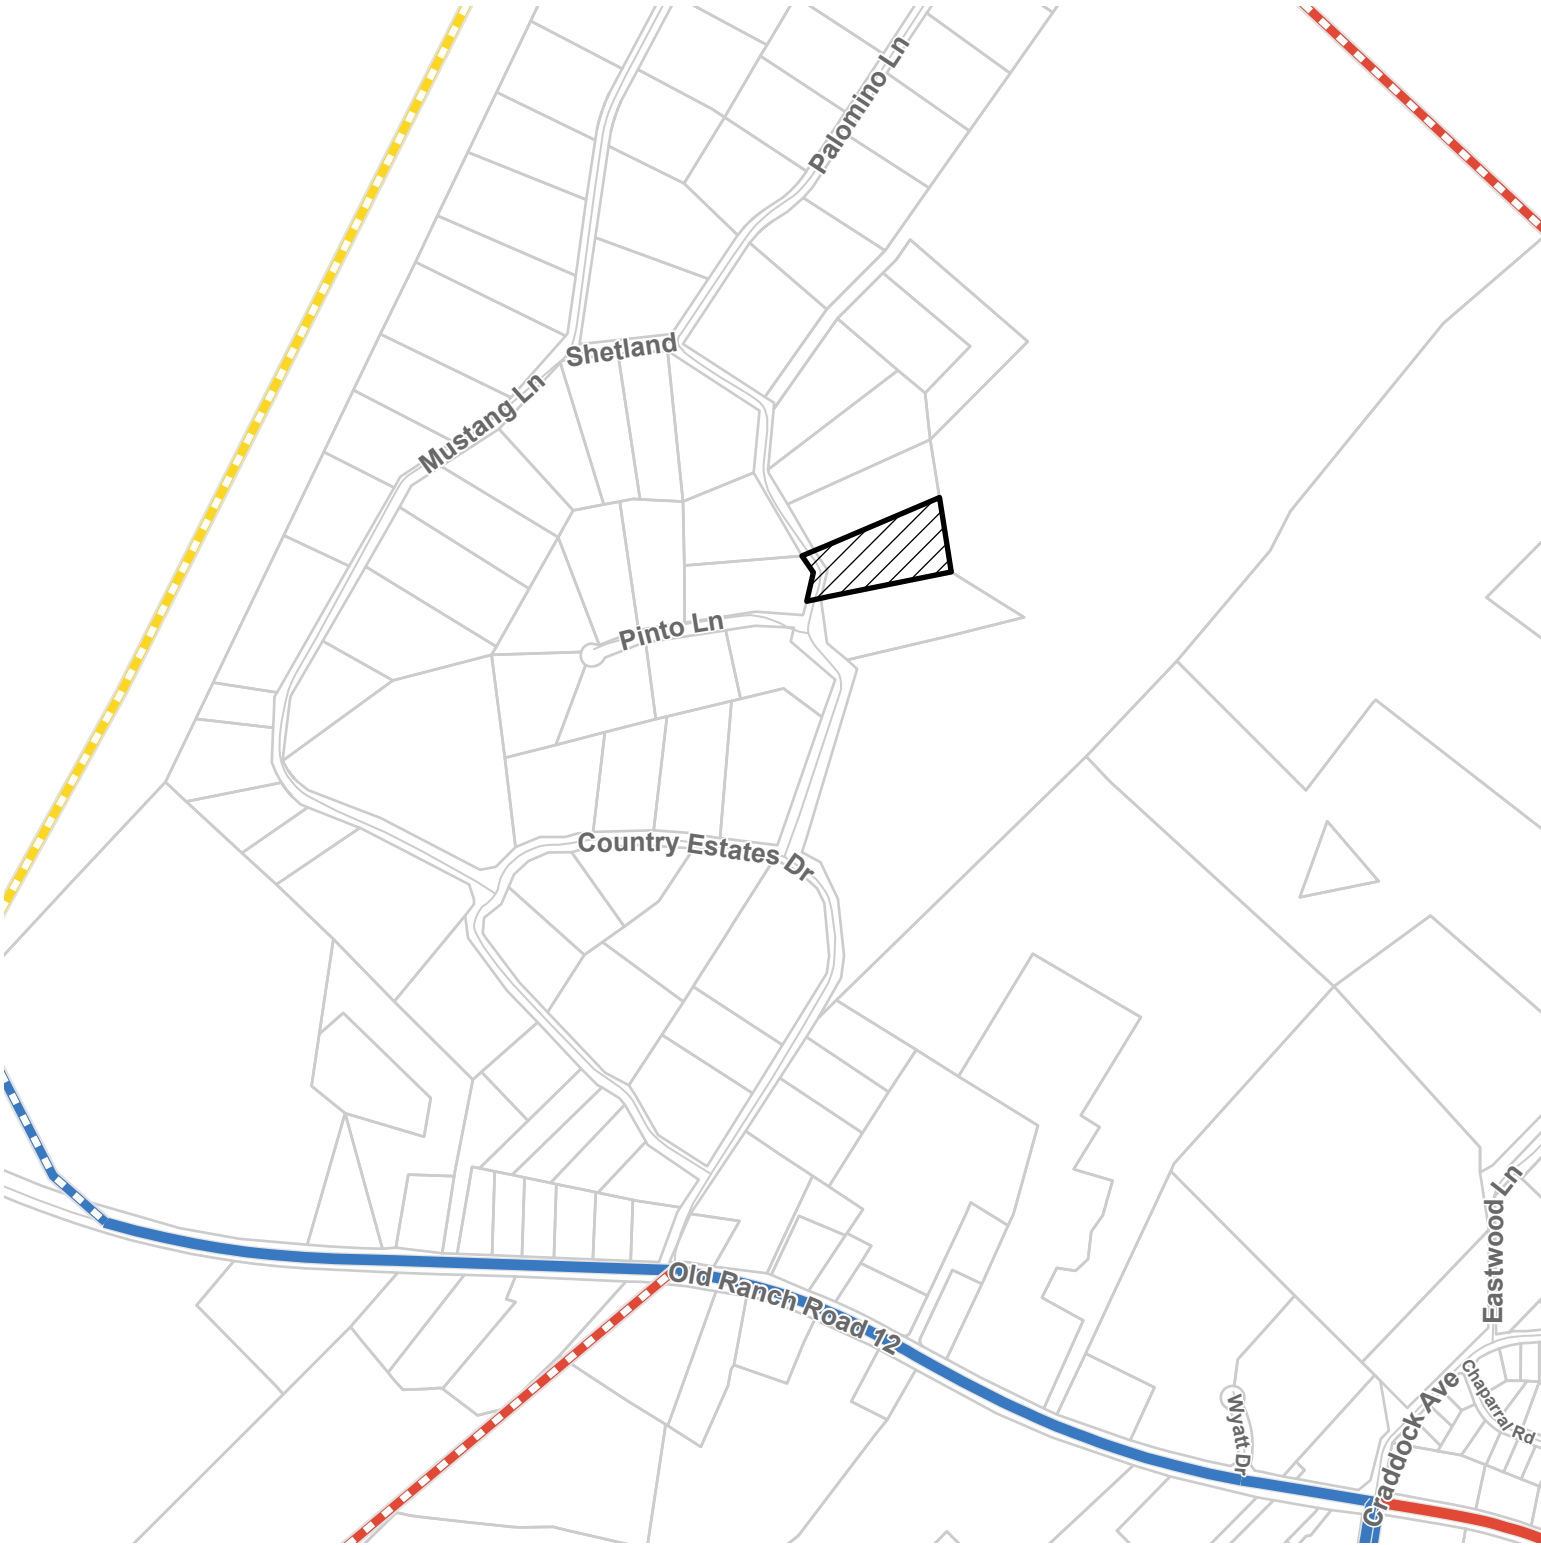 Palomino Ln
Shetland
Mustang Ln
Pinto Ln
Country Estates Dr
Eastwood Ln
Old Ranch Road 12
Chaparral Rd
Craddock Ave
Wyatt Dr